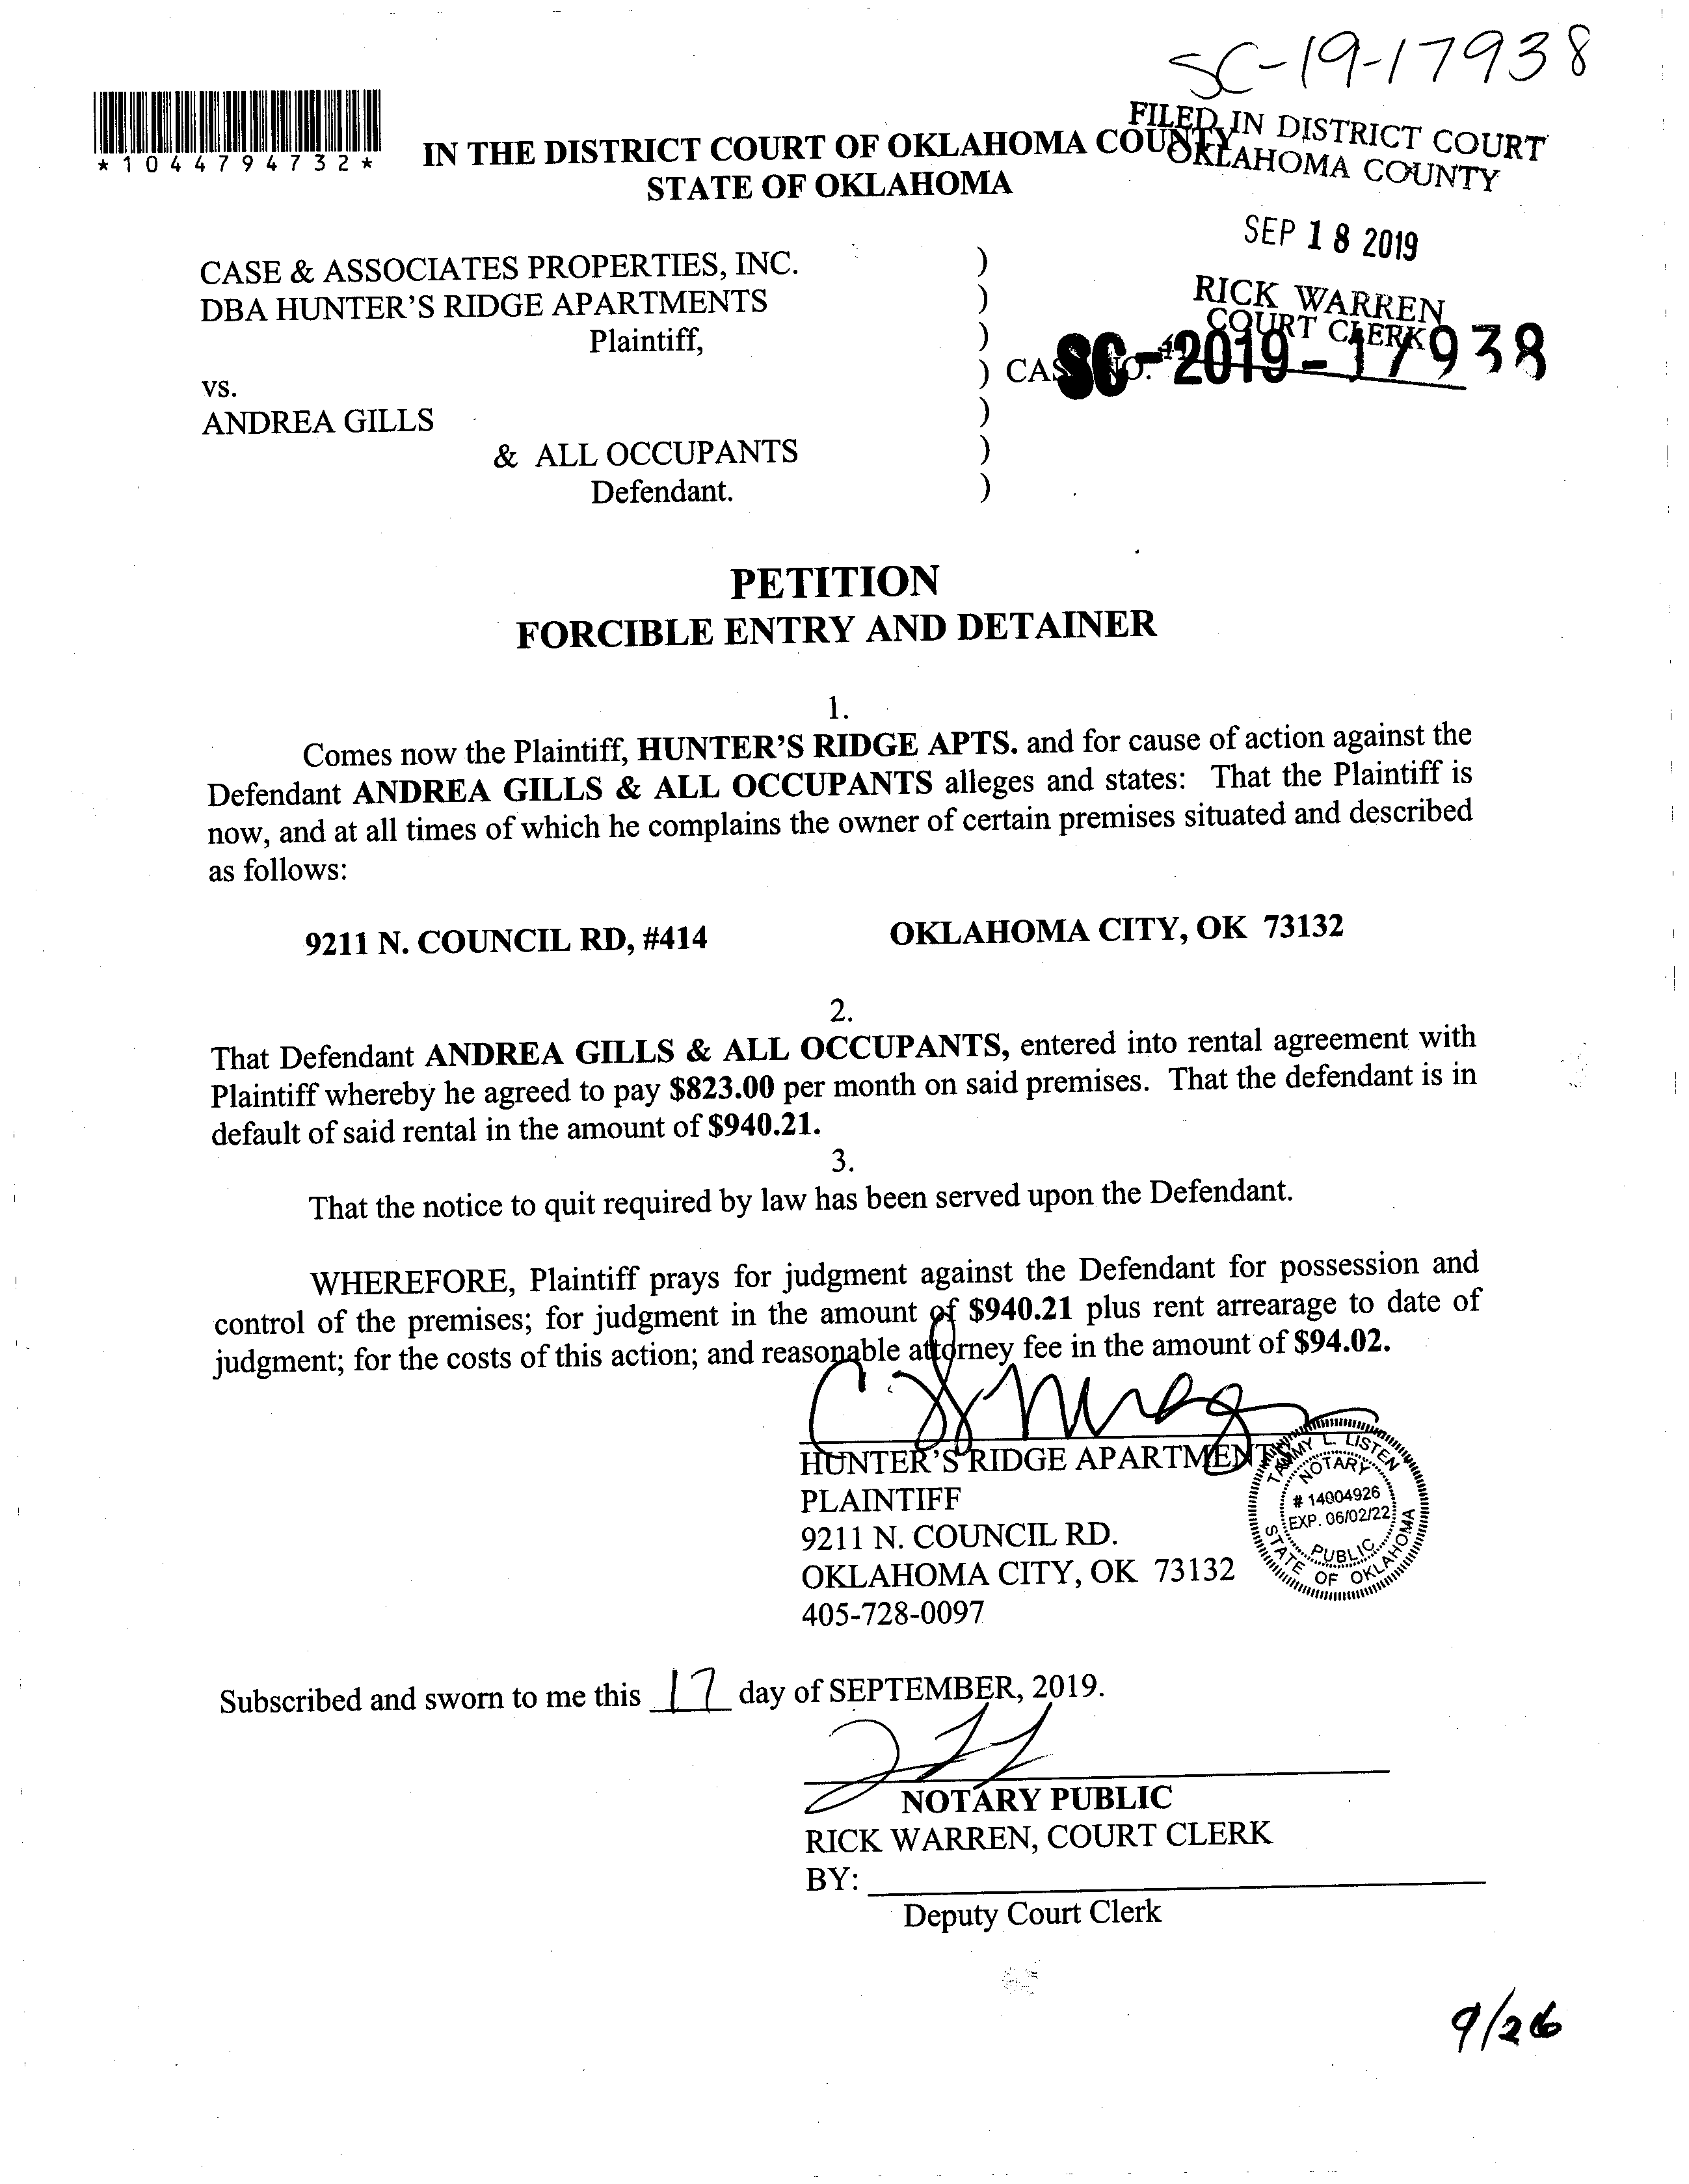 SC-19-17938
*1044794732*
IN THE DISTRICT COURT OF OKLAHOMA COUNTY
STATE OF OKLAHOMA
FILED IN DISTRICT COURT
OKLAHOMA COUNTY
SEP 18 2019
RICK WARREN
COURT CLERK
CASE & ASSOCIATES PROPERTIES, INC. )
DBA HUNTER'S RIDGE APARTMENTS )
Plaintiff, )
) CASE NO. SC-2019-17938
vs.
ANDREA GILLS )
& ALL OCCUPANTS )
Defendant. )
PETITION
FORCIBLE ENTRY AND DETAINER
1.
Comes now the Plaintiff, HUNTER'S RIDGE APTS. and for cause of action against the
Defendant ANDREA GILLS & ALL OCCUPANTS alleges and states: That the Plaintiff is
now, and at all times of which he complains the owner of certain premises situated and described
as follows:
9211 N. COUNCIL RD, #414 OKLAHOMA CITY, OK 73132
2.
That Defendant ANDREA GILLS & ALL OCCUPANTS, entered into rental agreement with
Plaintiff whereby he agreed to pay $823.00 per month on said premises. That the defendant is in
default of said rental in the amount of $940.21.
3.
That the notice to quit required by law has been served upon the Defendant.
WHEREFORE, Plaintiff prays for judgment against the Defendant for possession and
control of the premises; for judgment in the amount of $940.21 plus rent arrearage to date of
judgment; for the costs of this action; and reasonable attorney fee in the amount of $94.02.
HUNTER'S RIDGE APARTMENTS
PLAINTIFF
9211 N. COUNCIL RD.
OKLAHOMA CITY, OK 73132
405-728-0097
TAMMY L. LISTEN
NOTARY
# 14004926
EXP. 06/02/22
PUBLIC
STATE OF OKLAHOMA
Subscribed and sworn to me this 17 day of SEPTEMBER, 2019.
NOTARY PUBLIC
RICK WARREN, COURT CLERK
BY:
Deputy Court Clerk
9/26